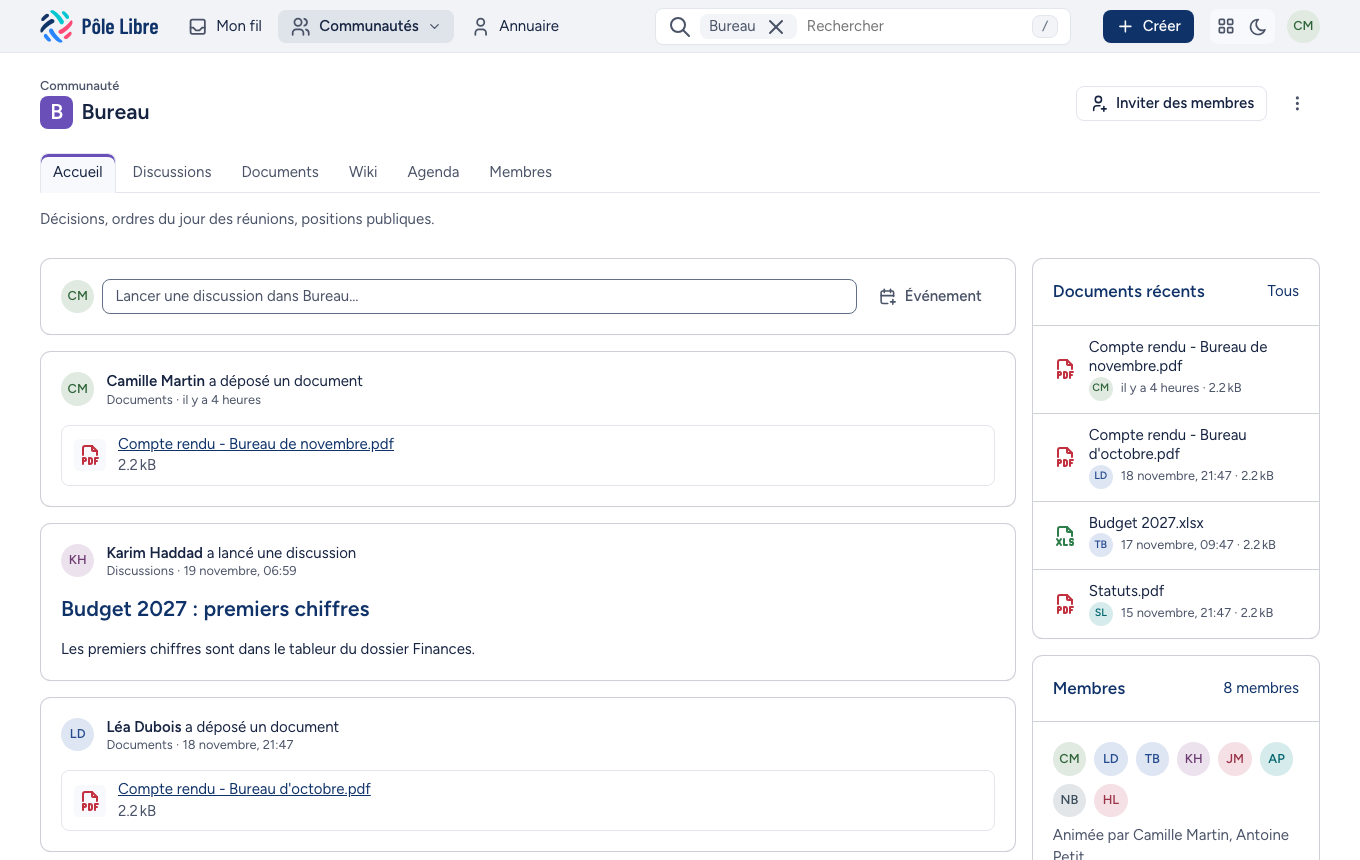 Pôle Libre
Mon fil
Communautés
Annuaire
Bureau
Rechercher
/
Créer
CM
Communauté
B
Bureau
Inviter des membres
Accueil
Discussions
Documents
Wiki
Agenda
Membres
Décisions, ordres du jour des réunions, positions publiques.
CM
Lancer une discussion dans Bureau...
Événement
CM
Camille Martin a déposé un document
Documents · il y a 4 heures
PDF
Compte rendu - Bureau de novembre.pdf
2.2 kB
KH
Karim Haddad a lancé une discussion
Discussions · 19 novembre, 06:59
Budget 2027 : premiers chiffres
Les premiers chiffres sont dans le tableur du dossier Finances.
LD
Léa Dubois a déposé un document
Documents · 18 novembre, 21:47
PDF
Compte rendu - Bureau d'octobre.pdf
2.2 kB
Documents récents
Tous
PDF
Compte rendu - Bureau de
novembre.pdf
CM
il y a 4 heures · 2.2 kB
PDF
Compte rendu - Bureau
d'octobre.pdf
LD
18 novembre, 21:47 · 2.2 kB
XLS
Budget 2027.xlsx
TB
17 novembre, 09:47 · 2.2 kB
PDF
Statuts.pdf
SL
15 novembre, 21:47 · 2.2 kB
Membres
8 membres
CM LD TB KH JM AP
NB HL
Animée par Camille Martin, Antoine
Petit